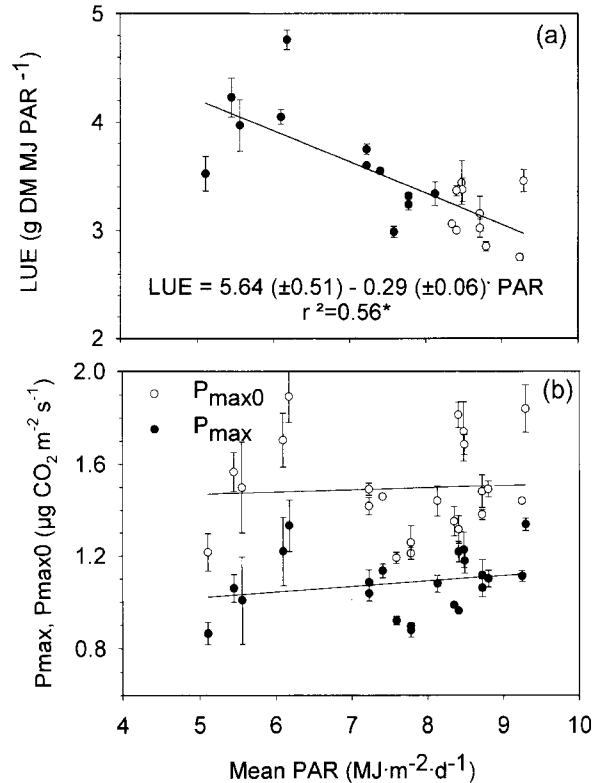 (a)
5
4
3
2
LUE (g DM MJ PAR ⁻¹)
LUE = 5.64 (±0.51) - 0.29 (±0.06)· PAR
r ²=0.56*
(b)
2.0
1.6
1.2
0.8
Pmax, Pmax0 (µg CO₂ m⁻² s⁻¹)
P max0
P max
4 5 6 7 8 9 10
Mean PAR (MJ·m⁻²·d⁻¹)